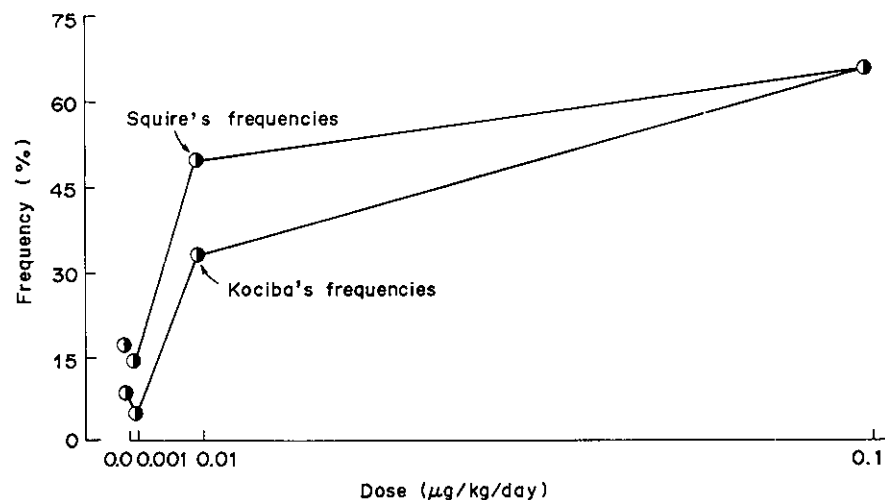 75
60
45
30
15
0
Frequency (%)
Squire's frequencies
Kociba's frequencies
0.0 0.001 0.01 0.1
Dose (μg/kg/day)